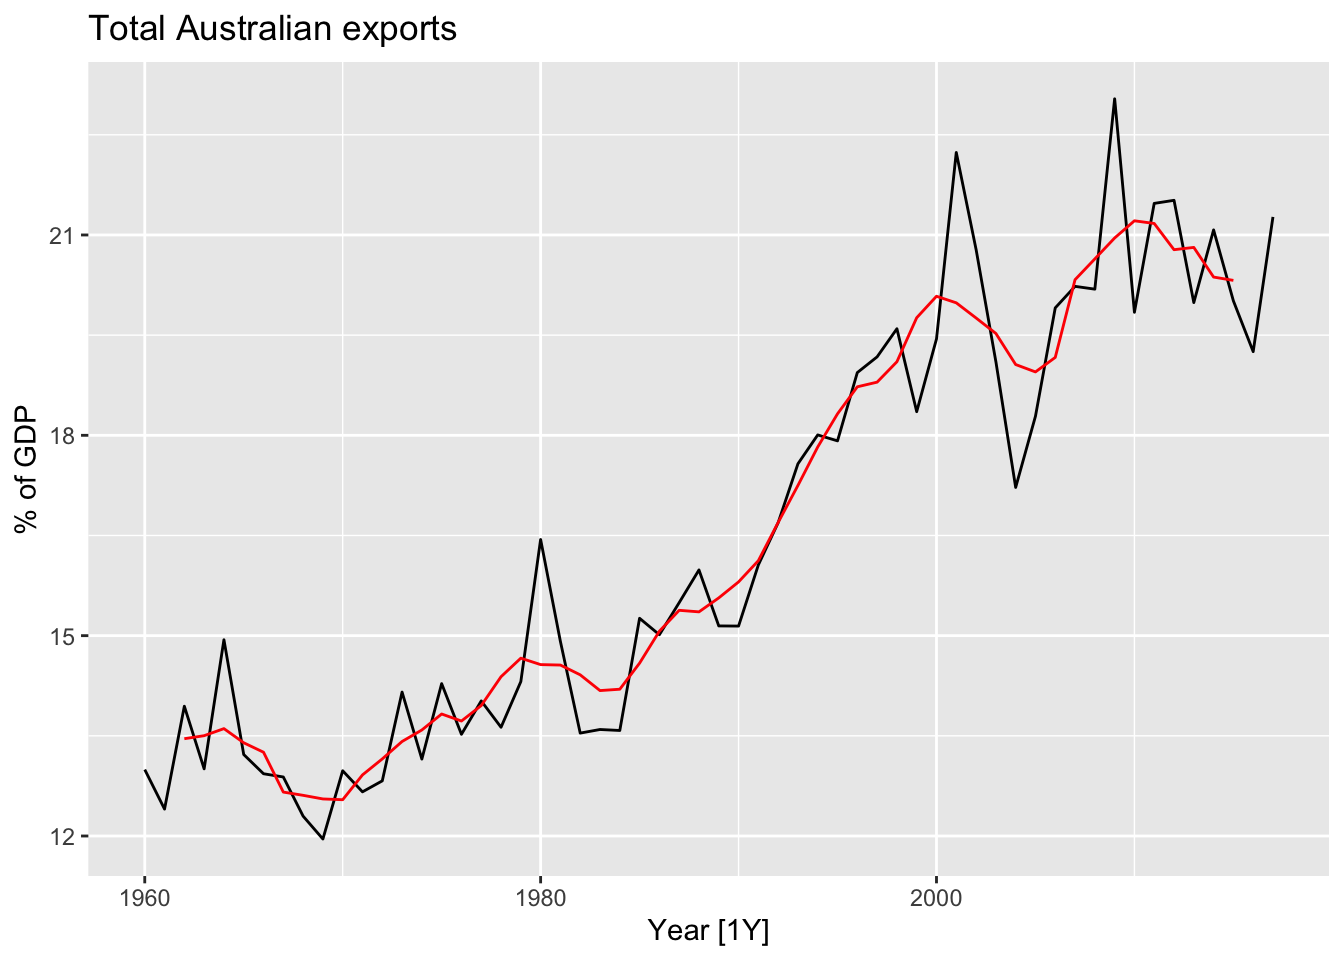 Total Australian exports
% of GDP
21
18
15
12
1960
1980
2000
Year [1Y]